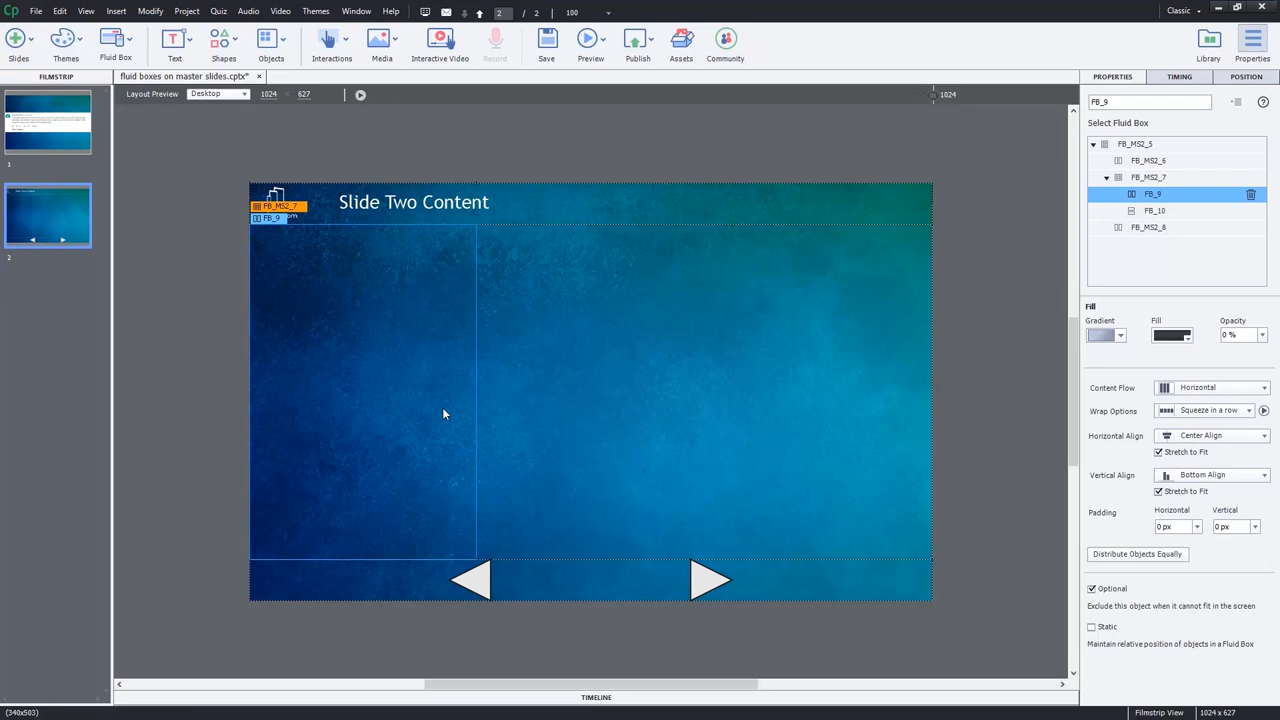 Cp File Edit View Insert Modify Project Quiz Audio Video Themes Window Help 2 / 2 100 Classic
Slides Themes Fluid Box Text Shapes Objects Interactions Media Interactive Video Record Save Preview Publish Assets Community Library Properties
FILMSTRIP fluid boxes on master slides.cptx* PROPERTIES TIMING POSITION
Layout Preview Desktop 1024 × 627 1024
FB_9
Select Fluid Box
FB_MS2_5
FB_MS2_6
FB_MS2_7
FB_9
FB_10
FB_MS2_8
1
2
Slide Two Content
FB_MS2_7
FB_9
Fill
Gradient Fill Opacity
0 %
Content Flow Horizontal
Wrap Options Squeeze in a row
Horizontal Align Center Align
Stretch to Fit
Vertical Align Bottom Align
Stretch to Fit
Padding Horizontal Vertical
0 px 0 px
Distribute Objects Equally
Optional
Exclude this object when it cannot fit in the screen
Static
Maintain relative position of objects in a Fluid Box
TIMELINE
(340x503) Filmstrip View 1024 x 627